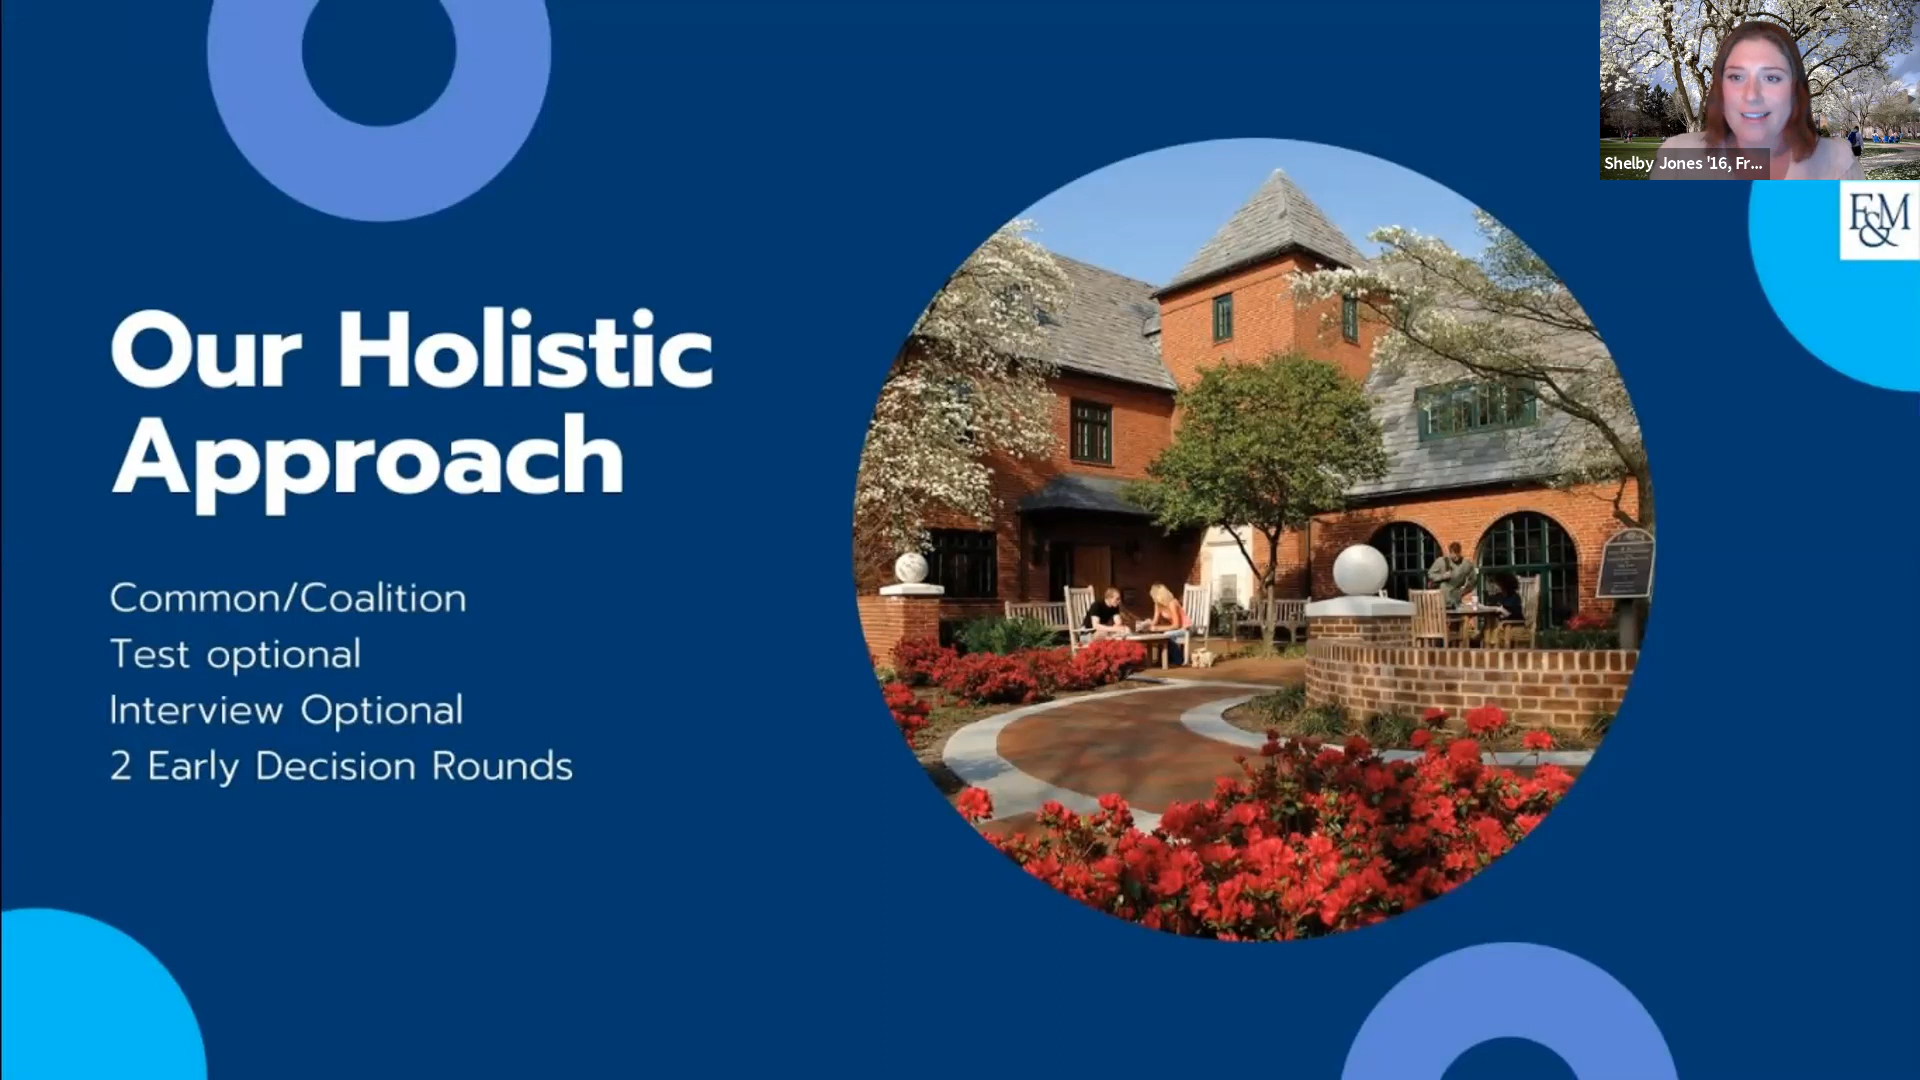 Shelby Jones '16, Fr...
F&M
Our Holistic
Approach
Common/Coalition
Test optional
Interview Optional
2 Early Decision Rounds